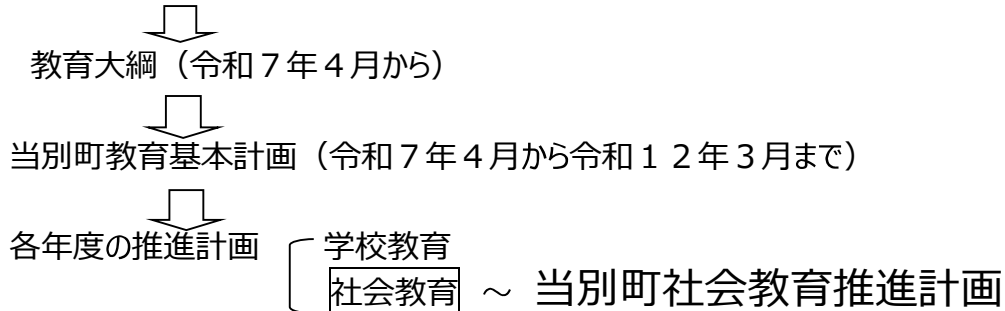 教育大綱（令和７年４月から）
当別町教育基本計画（令和７年４月から令和１２年３月まで）
各年度の推進計画 学校教育
社会教育 ～ 当別町社会教育推進計画